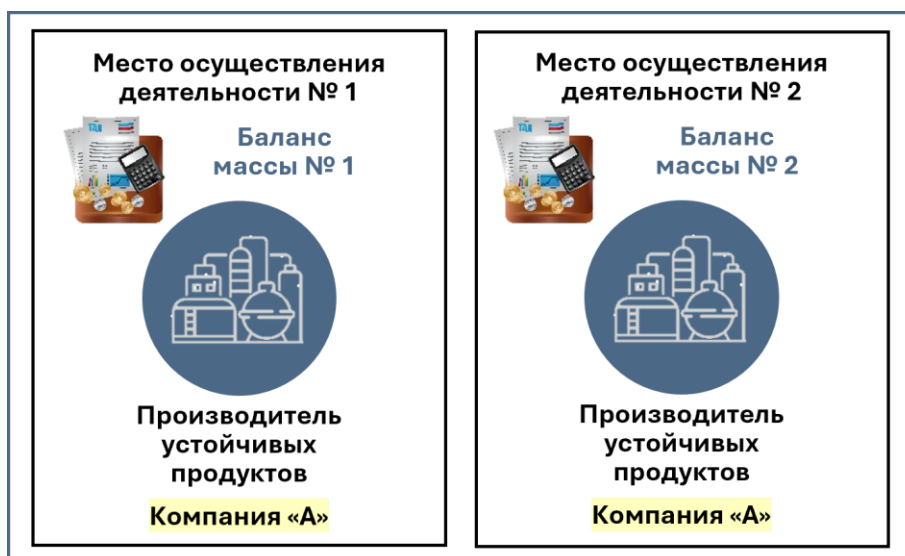 Место осуществления
деятельности № 1
Баланс
массы № 1
Производитель
устойчивых
продуктов
Компания «А»
Место осуществления
деятельности № 2
Баланс
массы № 2
Производитель
устойчивых
продуктов
Компания «А»